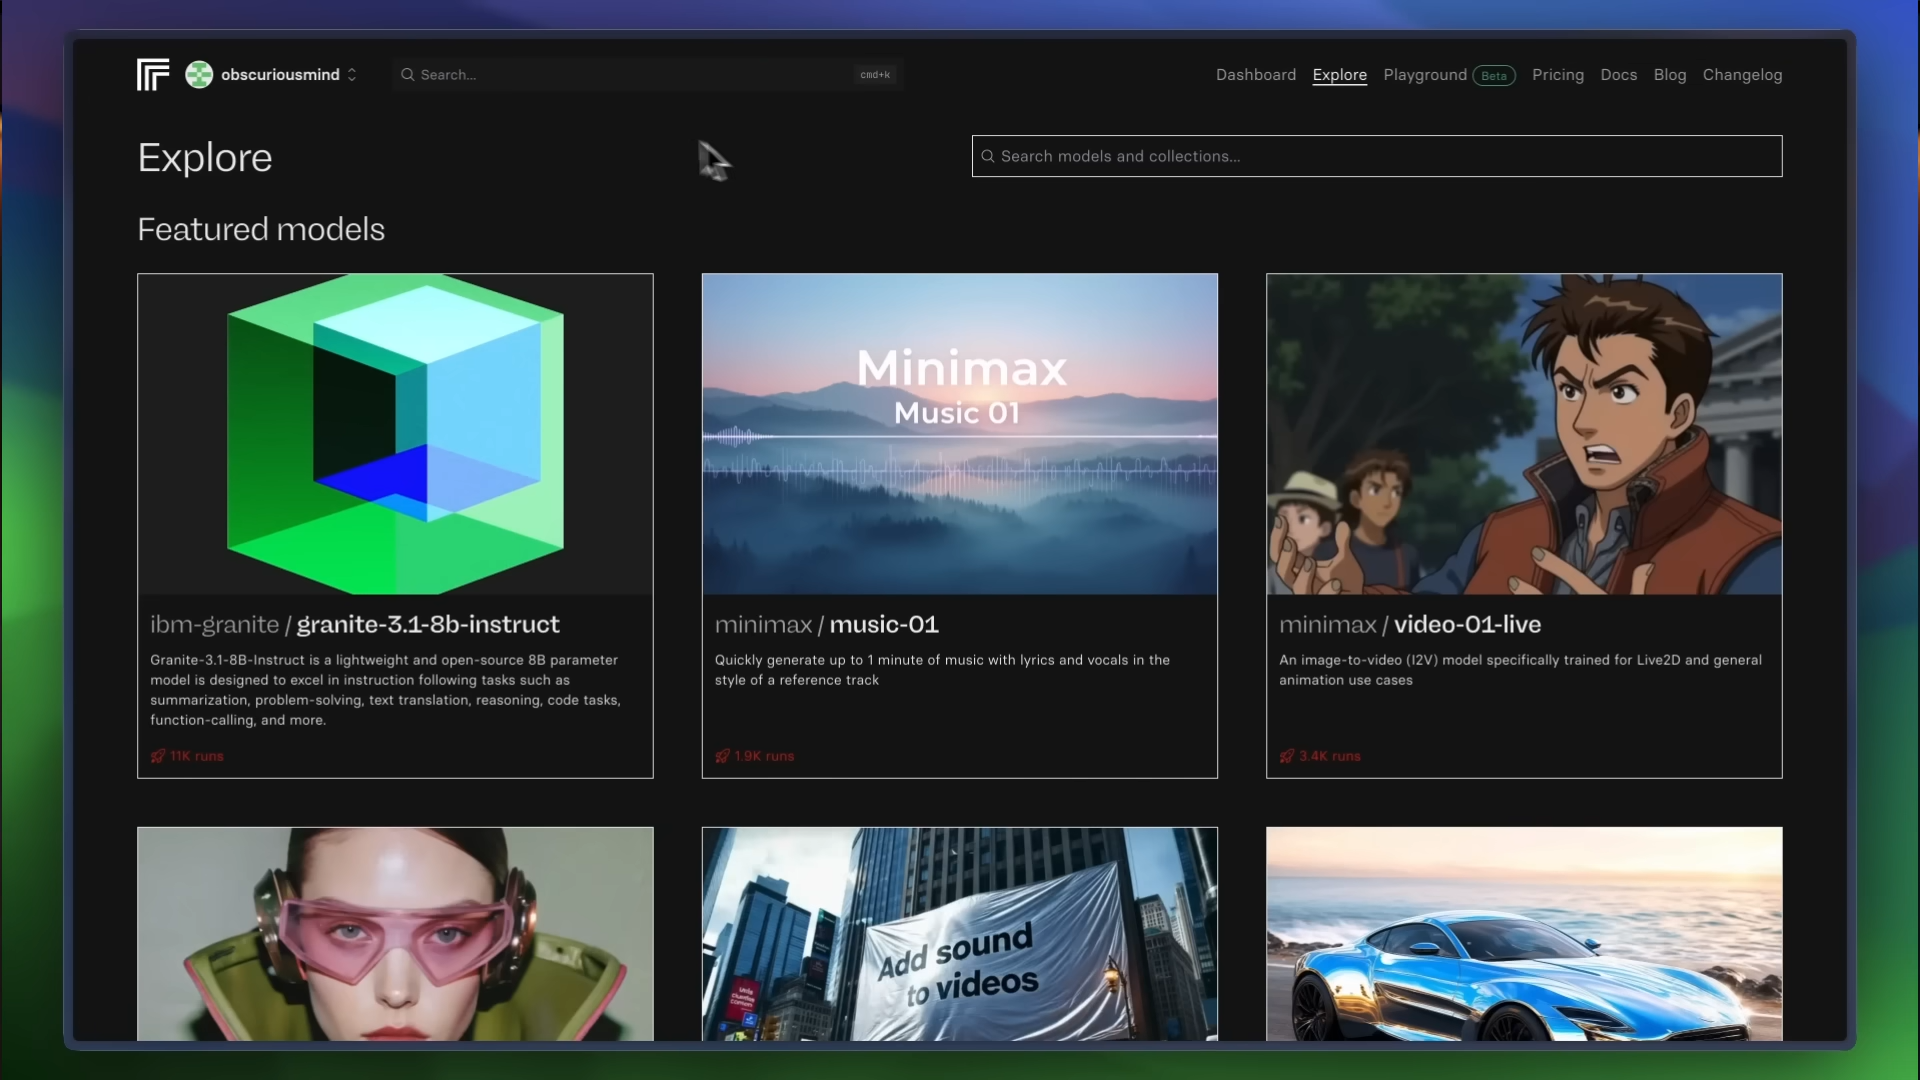 obscuriousmind
Search...
cmd+k
Dashboard
Explore
Playground
Beta
Pricing
Docs
Blog
Changelog
Explore
Search models and collections...
Featured models
ibm-granite / granite-3.1-8b-instruct
Granite-3.1-8B-Instruct is a lightweight and open-source 8B parameter
model is designed to excel in instruction following tasks such as
summarization, problem-solving, text translation, reasoning, code tasks,
function-calling, and more.
11K runs
Minimax
Music 01
minimax / music-01
Quickly generate up to 1 minute of music with lyrics and vocals in the
style of a reference track
1.9K runs
minimax / video-01-live
An image-to-video (I2V) model specifically trained for Live2D and general
animation use cases
3.4K runs
Add sound
to videos